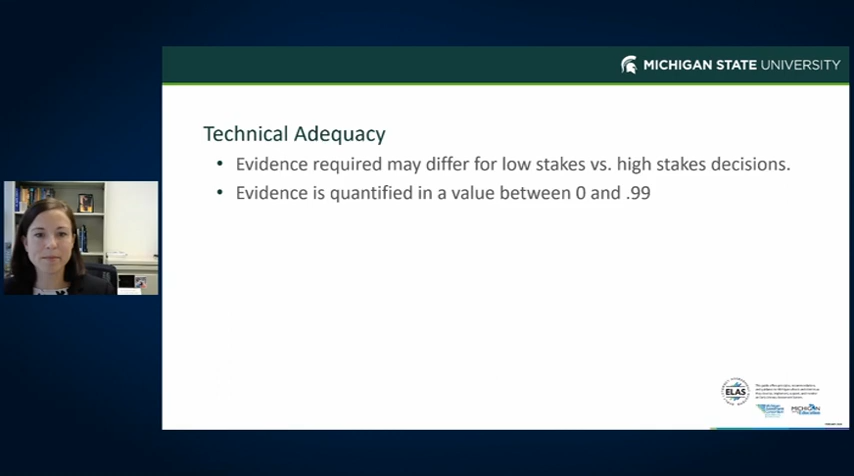 MICHIGAN STATE UNIVERSITY
Technical Adequacy
• Evidence required may differ for low stakes vs. high stakes decisions.
• Evidence is quantified in a value between 0 and .99
ELAS
MICHIGAN
Education